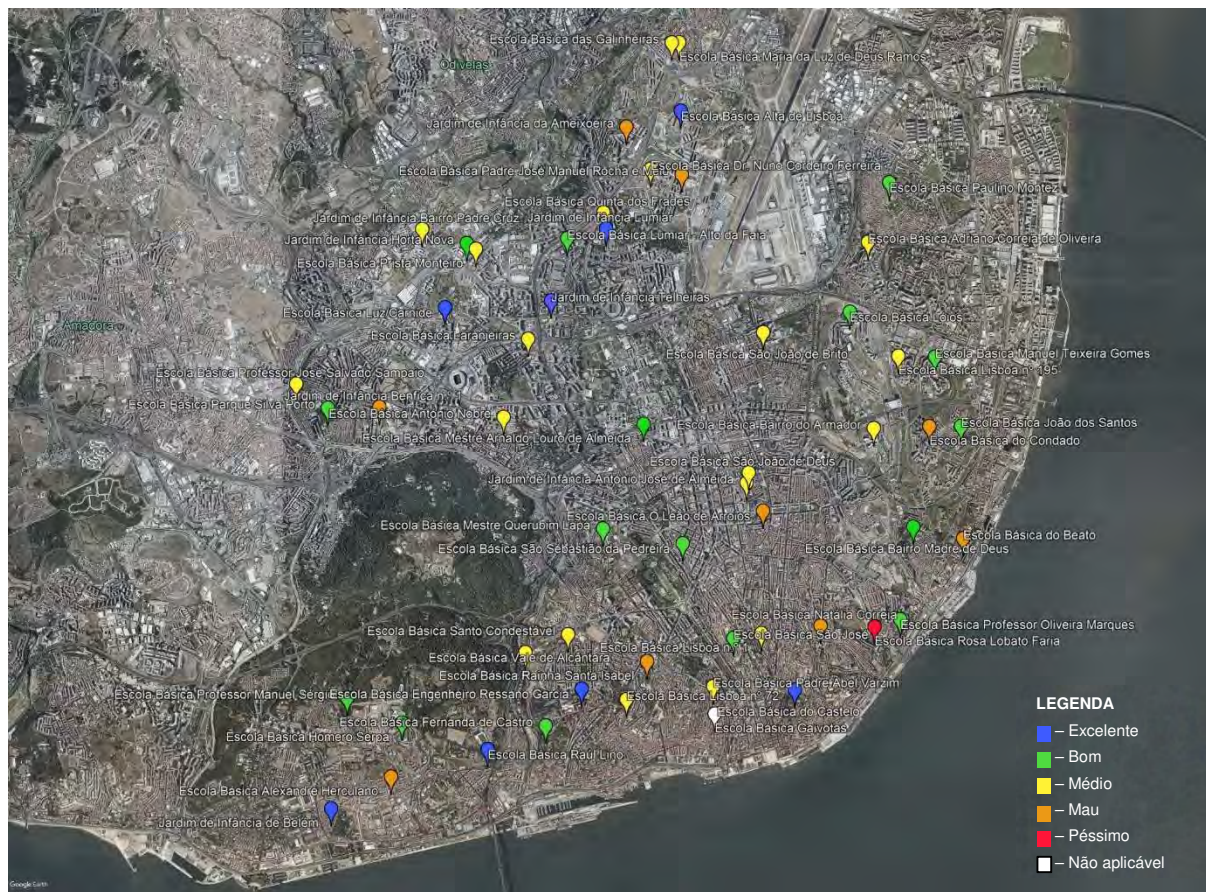 Escola Básica das Galinheiras
Escola Básica Maria da Luz de Deus Ramos
Odivelas
Escola Básica Alta de Lisboa
Jardim de Infância da Ameixoeira
Escola Básica Dr. Nuno Cordeiro Ferreira
Escola Básica Padre José Manuel Rocha e Melo
Escola Básica Paulino Montez
Escola Básica Quinta dos Frades
Jardim de Infância Bairro Padre Cruz
Jardim de Infância Lumiar
Escola Básica Lumiar - Alto da Faia
Jardim de Infância Horta Nova
Escola Básica Adriano Correia de Oliveira
Escola Básica Prista Monteiro
Jardim de Infância Telheiras
Escola Básica Luz/Carnide
Escola Básica Lóios
Amadora
Escola Básica Laranjeiras
Escola Básica São João de Brito
Escola Básica Manuel Teixeira Gomes
Escola Básica Lisboa nº 195
Escola Básica Professor José Salvado Sampaio
Jardim de Infância Benfica nº 1
Escola Básica Parque Silva Porto
Escola Básica António Nobre
Escola Básica Bairro do Armador
Escola Básica João dos Santos
Escola Básica Mestre Arnaldo Louro de Almeida
Escola Básica do Condado
Escola Básica São João de Deus
Jardim de Infância António José de Almeida
Escola Básica O Leão de Arroios
Escola Básica Mestre Querubim Lapa
Escola Básica do Beato
Escola Básica São Sebastião da Pedreira
Escola Básica Bairro Madre de Deus
Escola Básica Natália Correia
Escola Básica Professor Oliveira Marques
Escola Básica Santo Condestável
Escola Básica São José
Escola Básica Rosa Lobato Faria
Escola Básica Lisboa nº 1
Escola Básica Vale de Alcântara
Escola Básica Rainha Santa Isabel
Escola Básica Padre Abel Varzim
Escola Básica Professor Manuel Sérgio
Escola Básica Engenheiro Ressano Garcia
Escola Básica Lisboa nº 72
Escola Básica do Castelo
Escola Básica Fernanda de Castro
Escola Básica Gaivotas
Escola Básica Homero Serpa
Escola Básica Raúl Lino
Escola Básica Alexandre Herculano
Jardim de Infância de Belém
LEGENDA
– Excelente
– Bom
– Médio
– Mau
– Péssimo
– Não aplicável
Google Earth